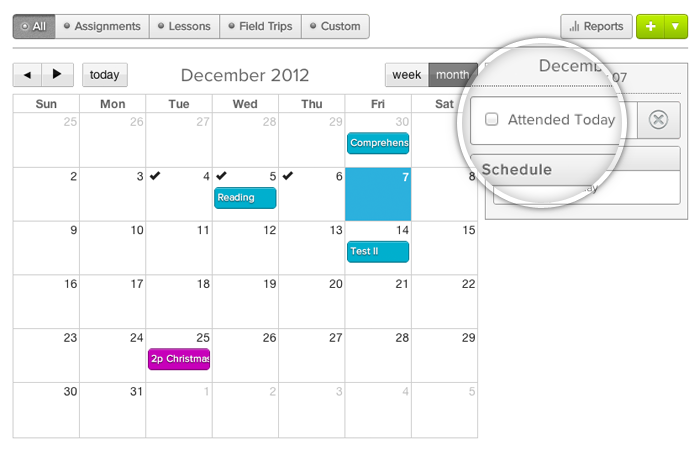 All Assignments Lessons Field Trips Custom Reports
today December 2012 week month
Sun Mon Tue Wed Thu Fri Sat
25 26 27 28 29 30
Comprehens
2 3 4 5 6 7 8
Reading
9 10 11 12 13 14 15
Test II
16 17 18 19 20 21 22
23 24 25 26 27 28 29
2p Christmas
30 31 1 2 3 4 5
Decemb 07
Attended Today
Schedule